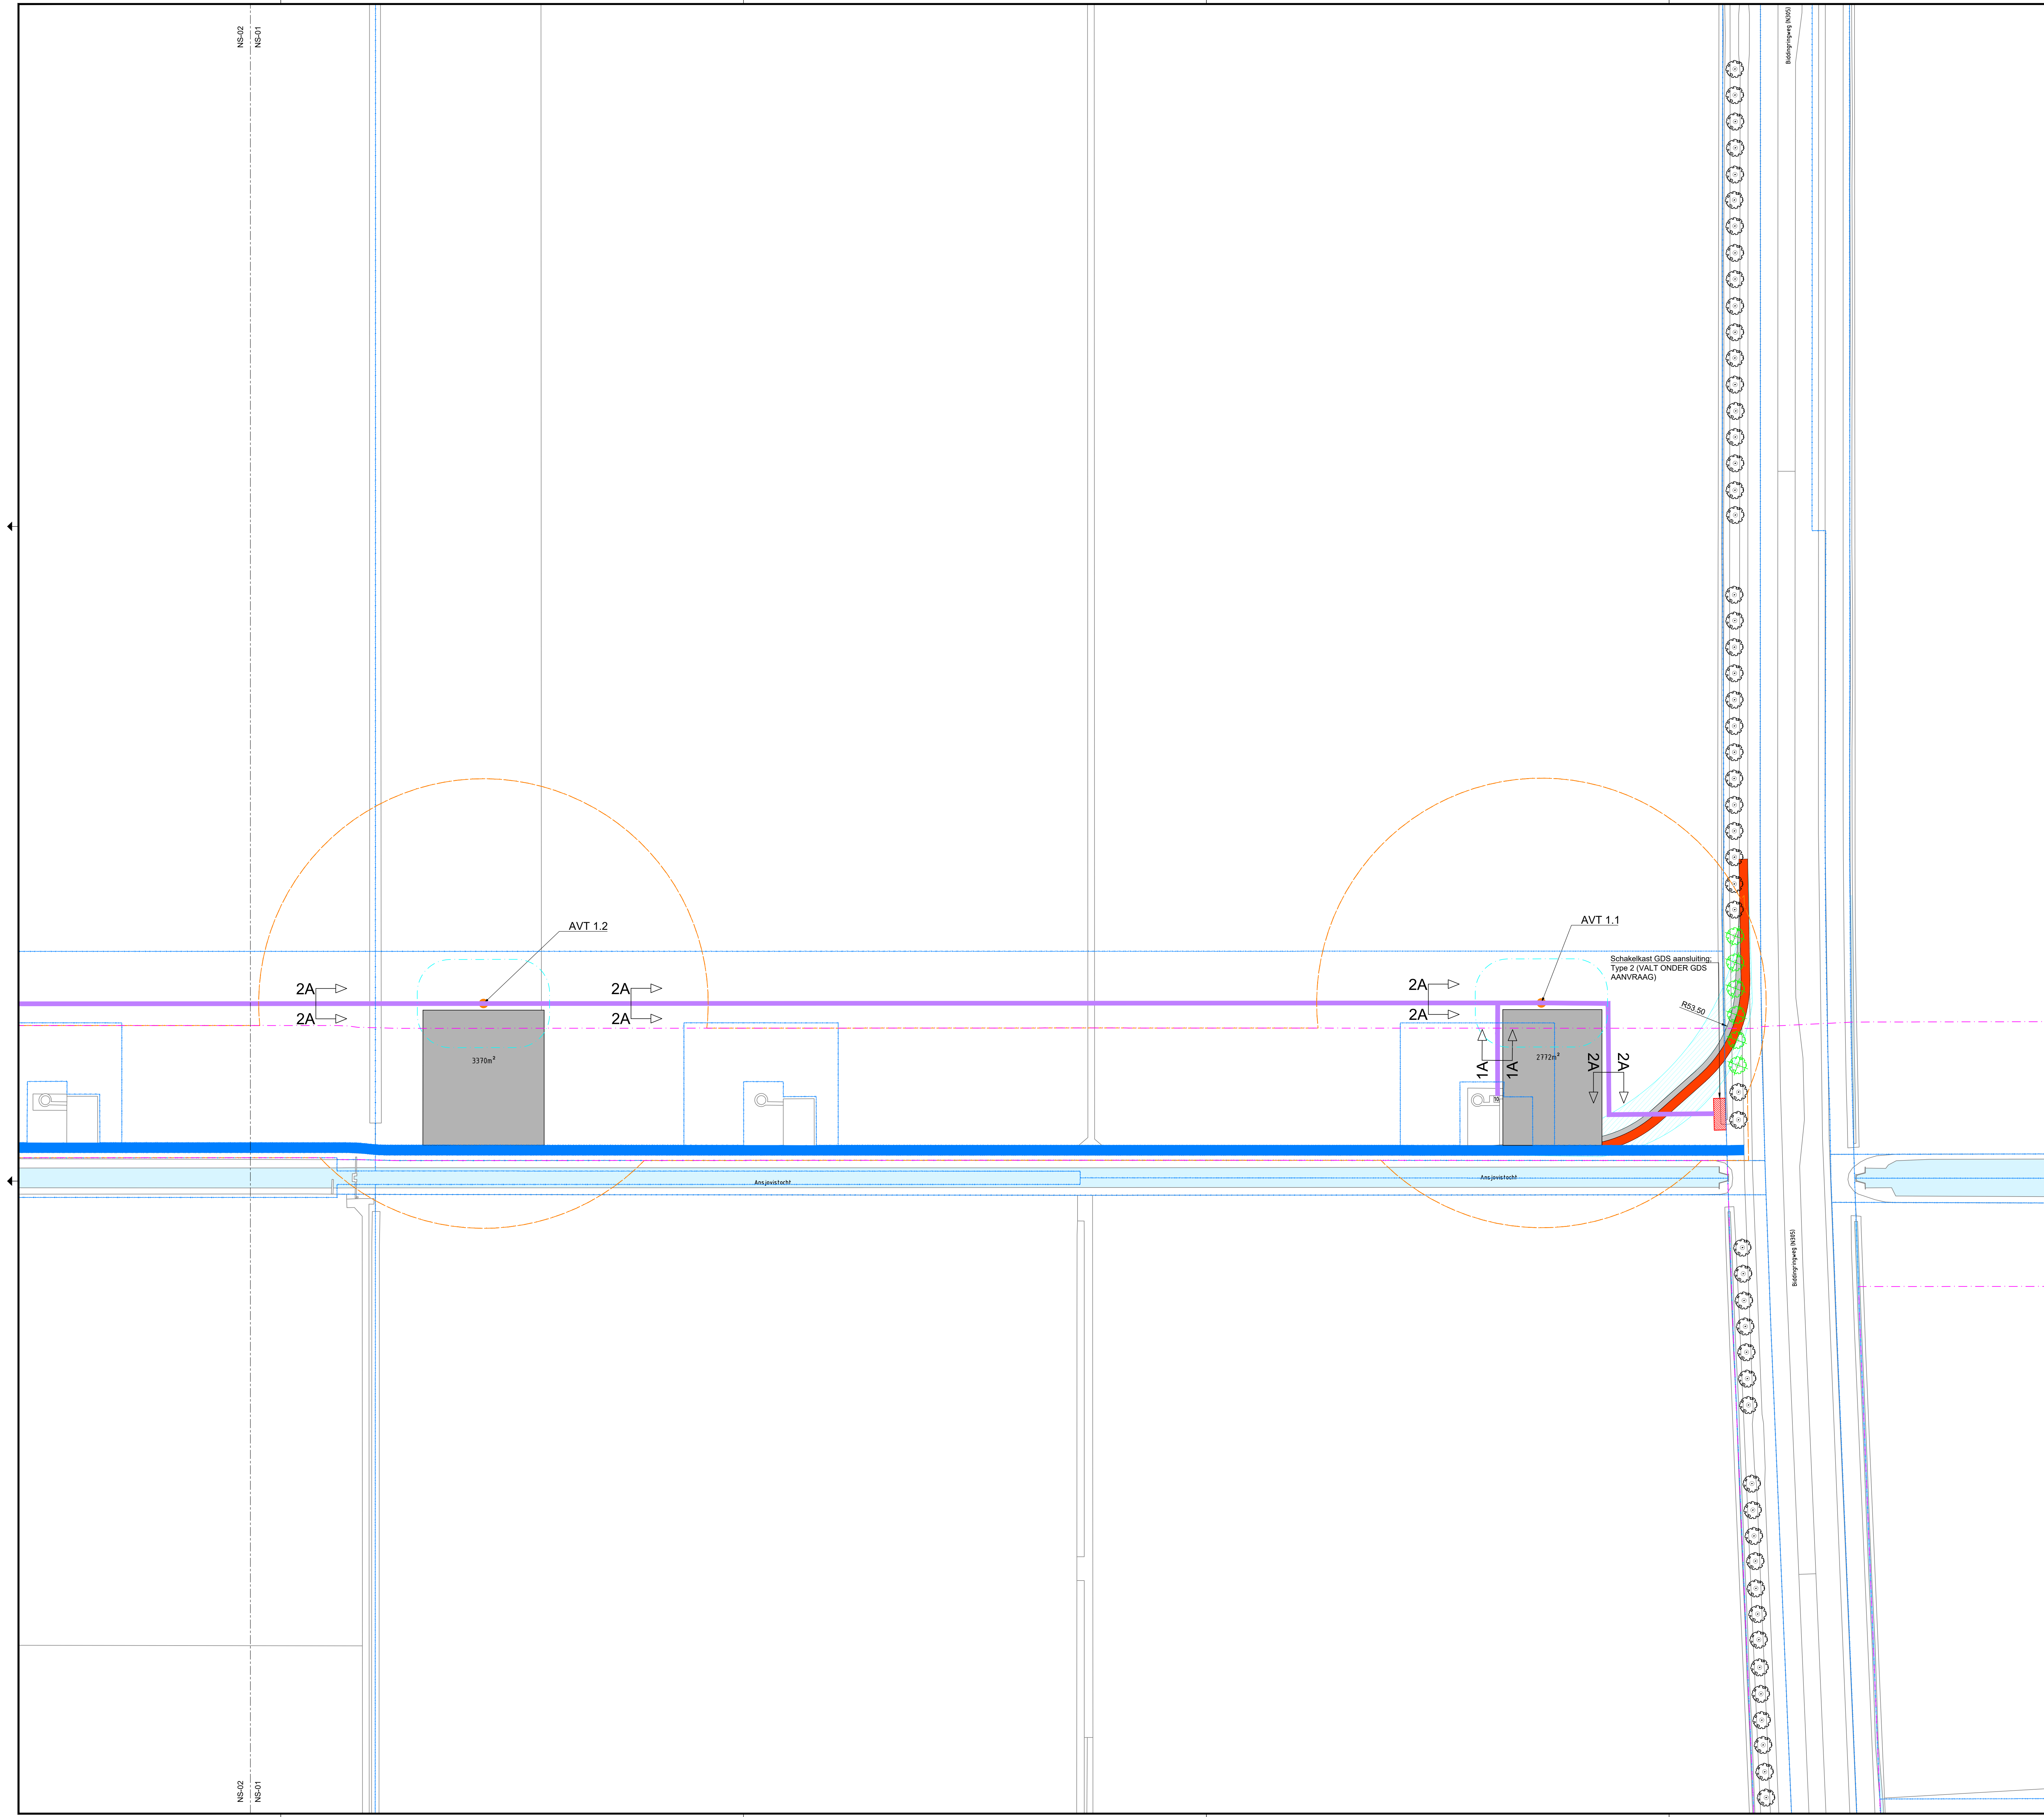 NS-02
NS-01
Biddingringweg (N305)
AVT 1.2
AVT 1.1
Schakelkast GDS aansluiting:
Type 2 (VALT ONDER GDS
AANVRAAG)
2A
2A
2A
2A
2A
2A
R53.50
3370m²
2772m²
1A
1A
2A
2A
10
Ansjovistocht
Ansjovistocht
Biddingringweg (N305)
NS-02
NS-01